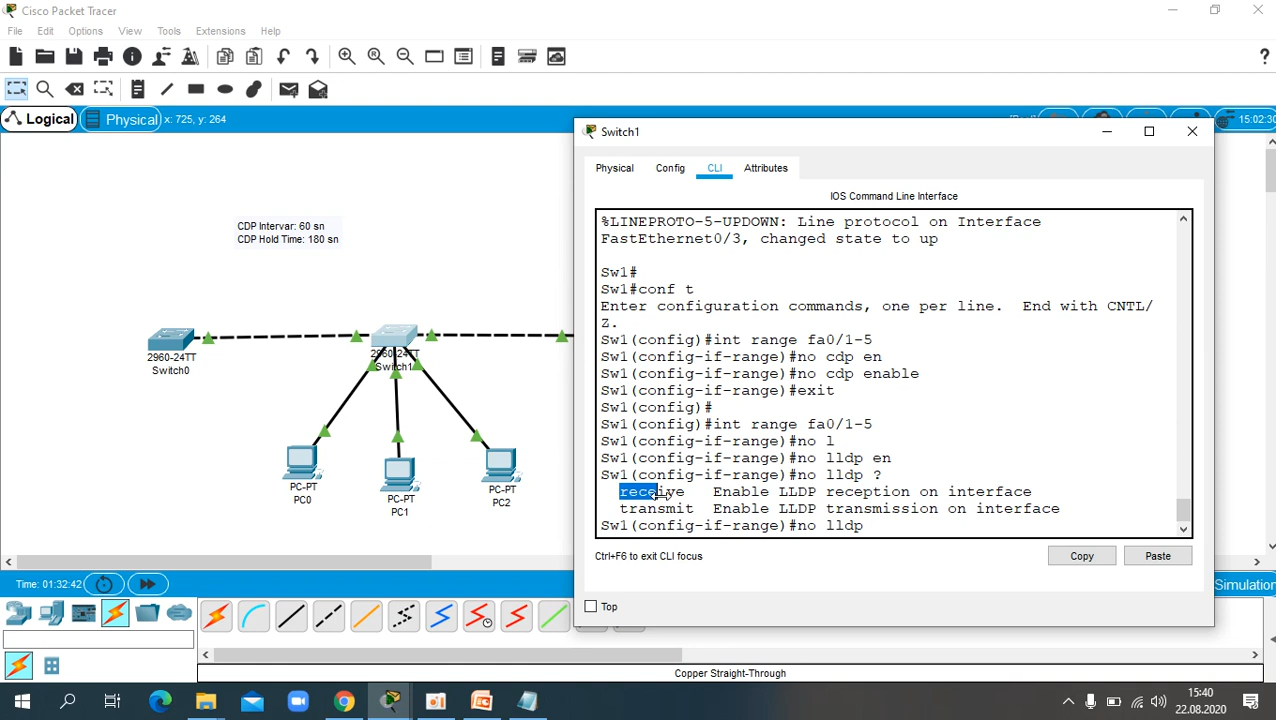 Cisco Packet Tracer
File Edit Options View Tools Extensions Help
Logical Physical x: 725, y: 264
15:02:30
CDP Intervar: 60 sn
CDP Hold Time: 180 sn
2960-24TT
Switch0
2960-24TT
Switch1
PC-PT
PC0
PC-PT
PC1
PC-PT
PC2
Switch1
Physical Config CLI Attributes
IOS Command Line Interface
%LINEPROTO-5-UPDOWN: Line protocol on Interface
FastEthernet0/3, changed state to up
Sw1#
Sw1#conf t
Enter configuration commands, one per line. End with CNTL/
Z.
Sw1(config)#int range fa0/1-5
Sw1(config-if-range)#no cdp en
Sw1(config-if-range)#no cdp enable
Sw1(config-if-range)#exit
Sw1(config)#
Sw1(config)#int range fa0/1-5
Sw1(config-if-range)#no l
Sw1(config-if-range)#no lldp en
Sw1(config-if-range)#no lldp ?
receive Enable LLDP reception on interface
transmit Enable LLDP transmission on interface
Sw1(config-if-range)#no lldp
Ctrl+F6 to exit CLI focus
Copy Paste
Top
Time: 01:32:42
Simulation
Copper Straight-Through
15:40
22.08.2020